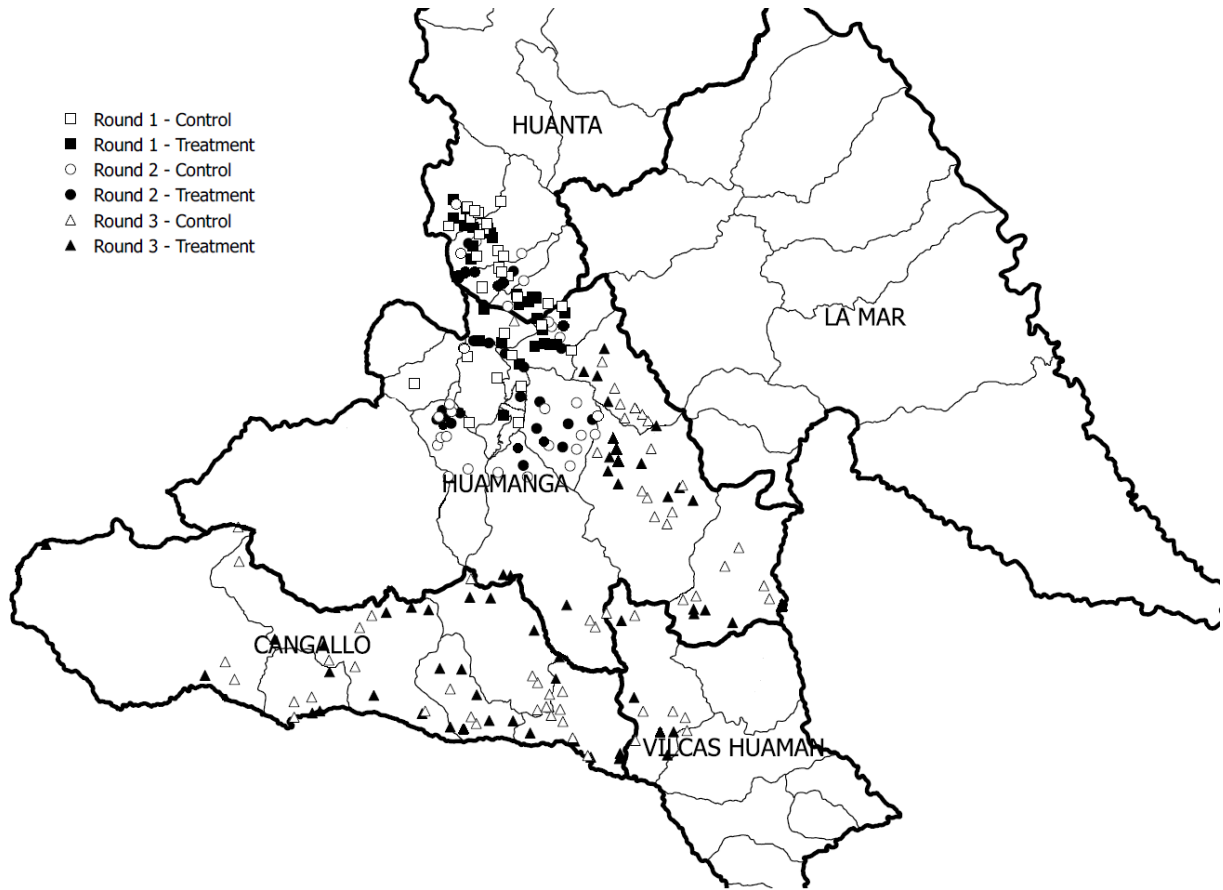 HUANTA
Round 1 - Control
Round 1 - Treatment
Round 2 - Control
Round 2 - Treatment
Round 3 - Control
Round 3 - Treatment
LA MAR
HUAMANGA
CANGALLO
VILCAS HUAMAN